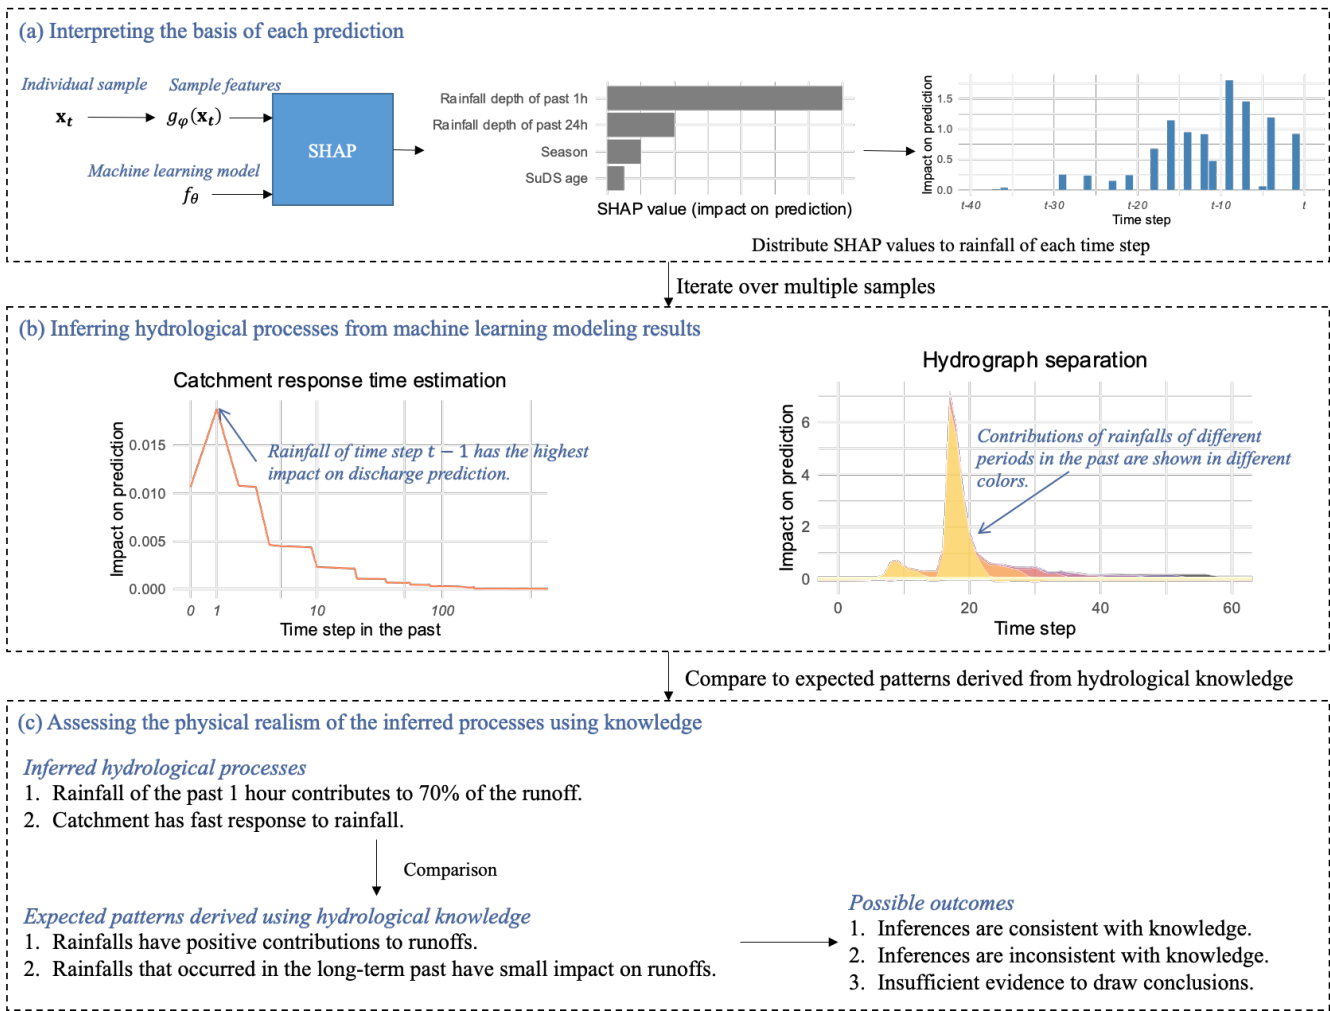 (a) Interpreting the basis of each prediction
Individual sample
Sample features
x_t
g_φ(x_t)
Machine learning model
f_θ
SHAP
Rainfall depth of past 1h
Rainfall depth of past 24h
Season
SuDS age
SHAP value (impact on prediction)
Impact on prediction
1.5
1.0
0.5
0.0
t-40
t-30
t-20
t-10
t
Time step
Distribute SHAP values to rainfall of each time step
Iterate over multiple samples
(b) Inferring hydrological processes from machine learning modeling results
Catchment response time estimation
Impact on prediction
0.015
0.010
0.005
0.000
0
1
10
100
Time step in the past
Rainfall of time step t − 1 has the highest
impact on discharge prediction.
Hydrograph separation
Impact on prediction
6
4
2
0
0
20
40
60
Time step
Contributions of rainfalls of different
periods in the past are shown in different
colors.
Compare to expected patterns derived from hydrological knowledge
(c) Assessing the physical realism of the inferred processes using knowledge
Inferred hydrological processes
1. Rainfall of the past 1 hour contributes to 70% of the runoff.
2. Catchment has fast response to rainfall.
Comparison
Expected patterns derived using hydrological knowledge
1. Rainfalls have positive contributions to runoffs.
2. Rainfalls that occurred in the long-term past have small impact on runoffs.
Possible outcomes
1. Inferences are consistent with knowledge.
2. Inferences are inconsistent with knowledge.
3. Insufficient evidence to draw conclusions.